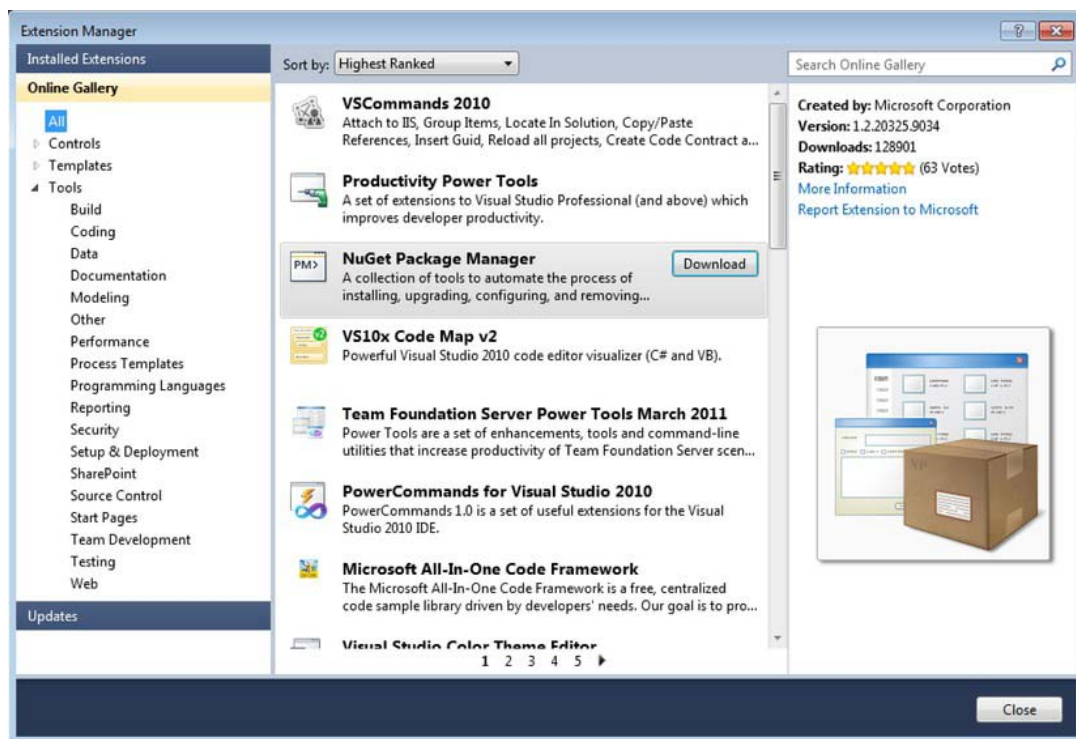 Extension Manager
Installed Extensions
Online Gallery
All
Controls
Templates
Tools
Build
Coding
Data
Documentation
Modeling
Other
Performance
Process Templates
Programming Languages
Reporting
Security
Setup & Deployment
SharePoint
Source Control
Start Pages
Team Development
Testing
Web
Updates
Sort by: Highest Ranked
VSCommands 2010
Attach to IIS, Group Items, Locate In Solution, Copy/Paste
References, Insert Guid, Reload all projects, Create Code Contract a...
Productivity Power Tools
A set of extensions to Visual Studio Professional (and above) which
improves developer productivity.
PM>
NuGet Package Manager
Download
A collection of tools to automate the process of
installing, upgrading, configuring, and removing...
VS10x Code Map v2
Powerful Visual Studio 2010 code editor visualizer (C# and VB).
Team Foundation Server Power Tools March 2011
Power Tools are a set of enhancements, tools and command-line
utilities that increase productivity of Team Foundation Server scen...
PowerCommands for Visual Studio 2010
PowerCommands 1.0 is a set of useful extensions for the Visual
Studio 2010 IDE.
Microsoft All-In-One Code Framework
The Microsoft All-In-One Code Framework is a free, centralized
code sample library driven by developers' needs. Our goal is to pro...
Visual Studio Color Theme Editor
1 2 3 4 5
Search Online Gallery
Created by: Microsoft Corporation
Version: 1.2.20325.9034
Downloads: 128901
Rating: (63 Votes)
More Information
Report Extension to Microsoft
Close